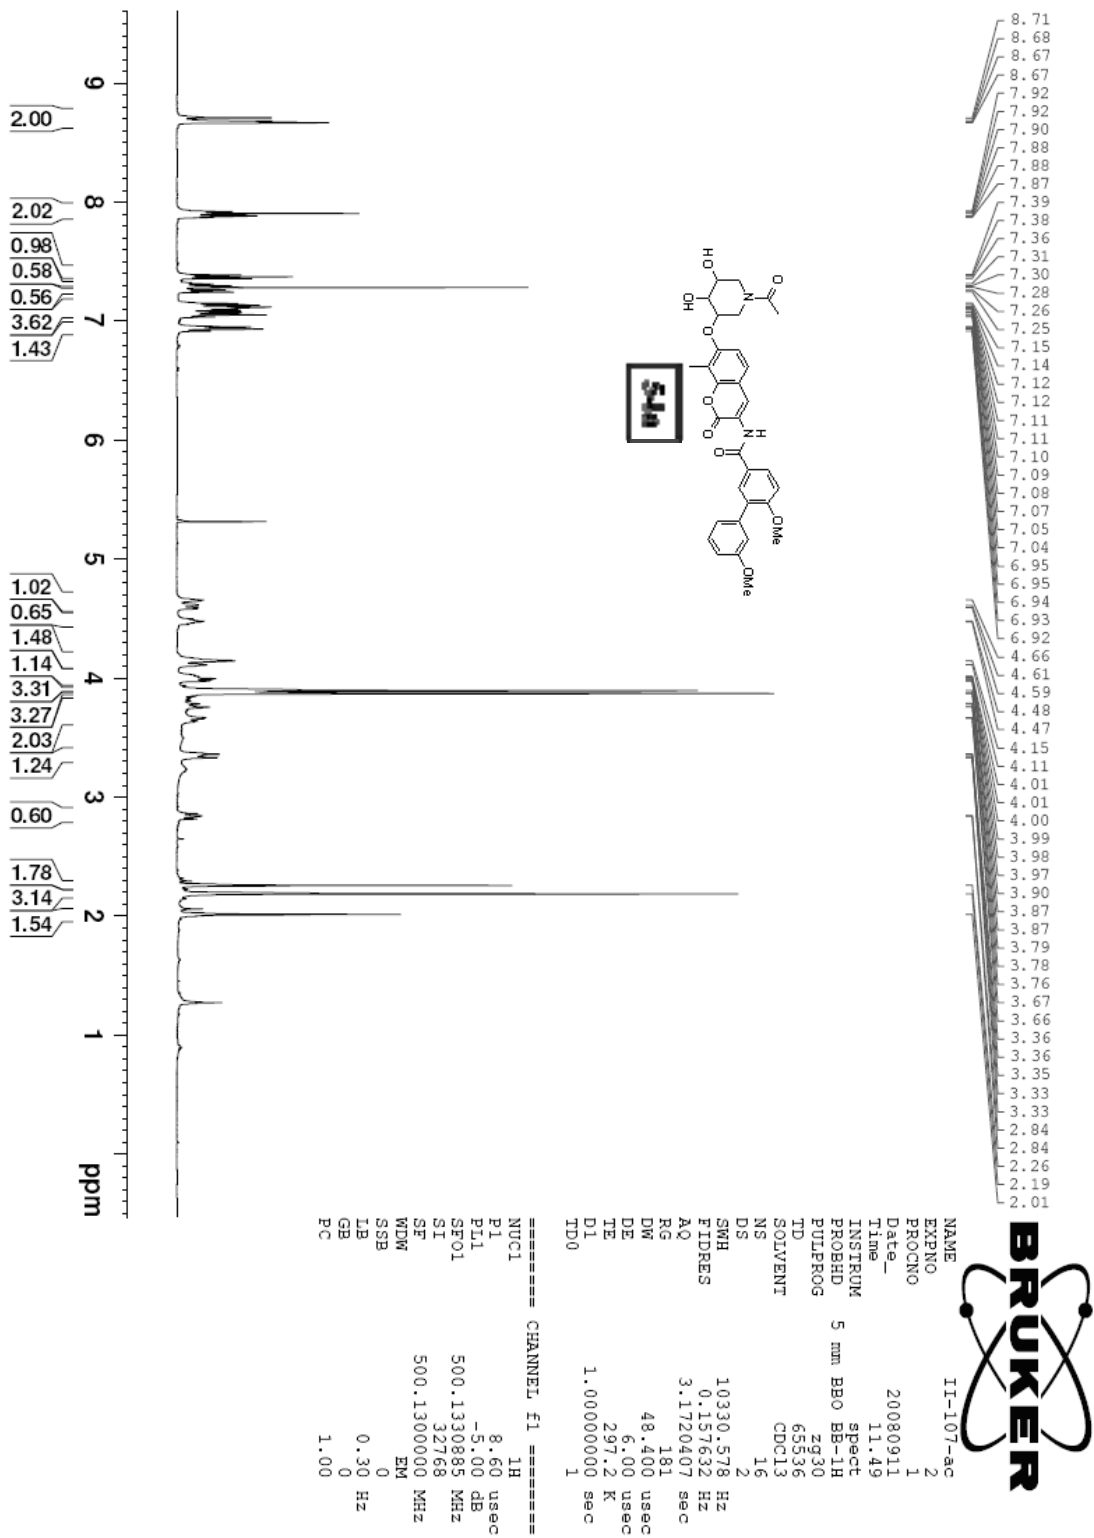 8.71
8.68
8.67
8.67
7.92
7.92
7.90
7.88
7.88
7.87
7.39
7.38
7.36
7.31
7.30
7.28
7.26
7.25
7.15
7.14
7.12
7.12
7.11
7.11
7.10
7.09
7.08
7.07
7.05
7.04
6.95
6.95
6.94
6.93
6.92
4.66
4.61
4.59
4.48
4.47
4.15
4.11
4.01
4.01
4.00
3.99
3.98
3.97
3.90
3.87
3.87
3.79
3.78
3.76
3.67
3.66
3.36
3.36
3.35
3.33
3.33
2.84
2.84
2.26
2.19
2.01
BRUKER
NAME II-107-ac
EXPNO 2
PROCNO 1
Date_ 20080911
Time 11.49
INSTRUM spect
PROBHD 5 mm BBO BB-1H
PULPROG zg30
TD 65536
SOLVENT CDCl3
NS 16
DS 2
SWH 10330.578 Hz
FIDRES 0.157632 Hz
AQ 3.1720407 sec
RG 181
DW 48.400 usec
DE 6.00 usec
TE 297.2 K
D1 1.00000000 sec
TD0 1
======== CHANNEL f1 ========
NUC1 1H
P1 8.60 usec
PL1 -5.00 dB
SFO1 500.1330885 MHz
SI 32768
SF 500.1300000 MHz
WDW EM
SSB 0
LB 0.30 Hz
GB 0
PC 1.00
HO
OH
N
O
O
O
O
N
H
O
OMe
OMe
9 8 7 6 5 4 3 2 1 ppm
2.00
2.02
0.98
0.58
0.56
3.62
1.43
1.02
0.65
1.48
1.14
3.31
3.27
2.03
1.24
0.60
1.78
3.14
1.54